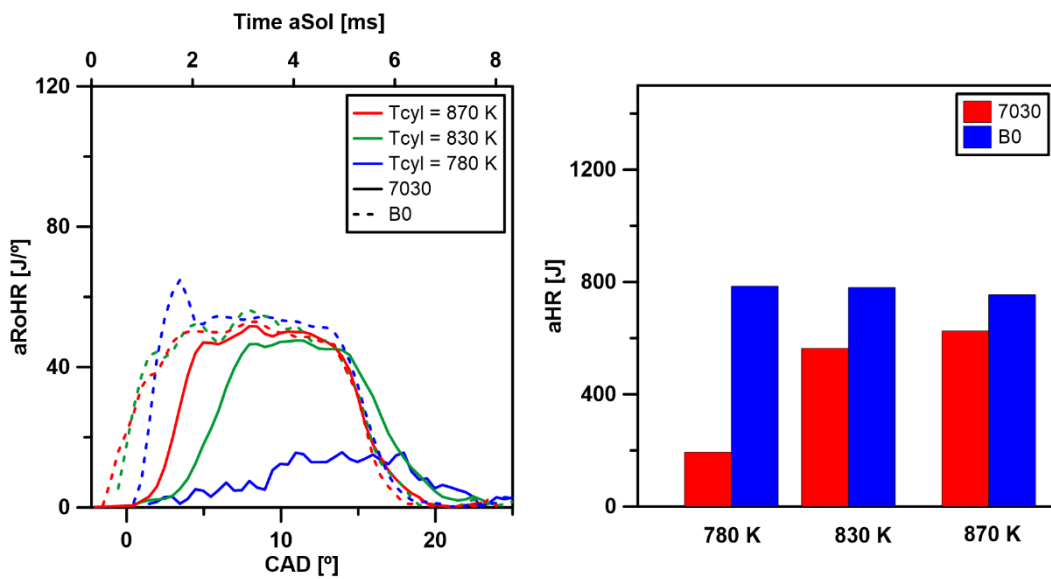 Time aSoI [ms]
0 2 4 6 8
120
80
40
0
aRoHR [J/º]
Tcyl = 870 K
Tcyl = 830 K
Tcyl = 780 K
7030
B0
0 10 20
CAD [º]
1200
800
400
0
aHR [J]
7030
B0
780 K 830 K 870 K